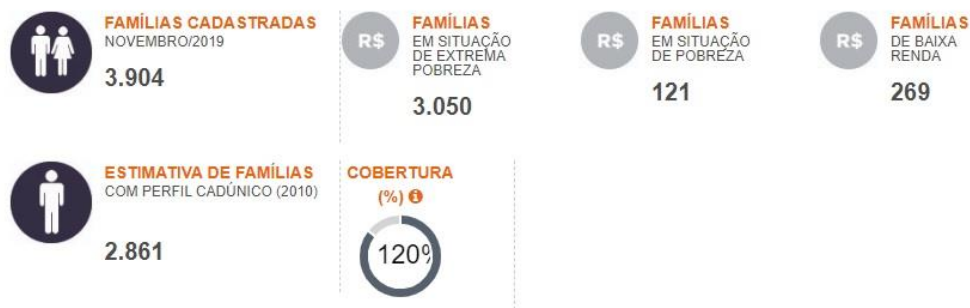 FAMÍLIAS CADASTRADAS
NOVEMBRO/2019
3.904
R$
FAMÍLIAS
EM SITUAÇÃO
DE EXTREMA
POBREZA
3.050
R$
FAMÍLIAS
EM SITUAÇÃO
DE POBREZA
121
R$
FAMÍLIAS
DE BAIXA
RENDA
269
ESTIMATIVA DE FAMÍLIAS
COM PERFIL CADÚNICO (2010)
2.861
COBERTURA
(%)
120%